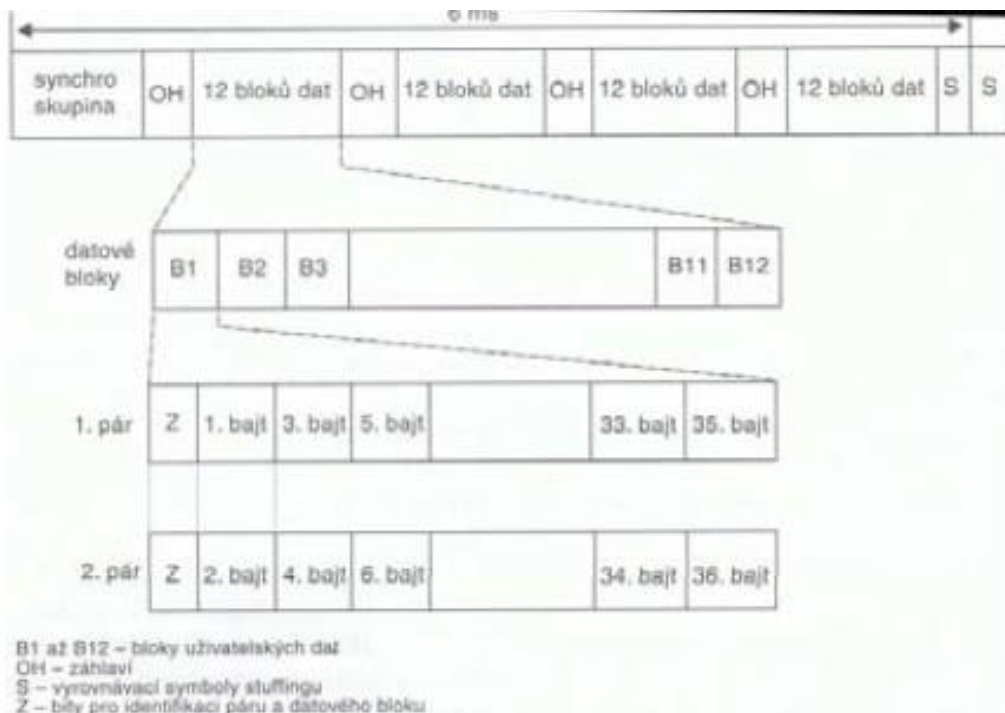 6 ms
synchro skupina OH 12 bloků dat OH 12 bloků dat OH 12 bloků dat OH 12 bloků dat S S
datové bloky B1 B2 B3 B11 B12
1. pár Z 1. bajt 3. bajt 5. bajt 33. bajt 35. bajt
2. pár Z 2. bajt 4. bajt 6. bajt 34. bajt 36. bajt
B1 až B12 – bloky uživatelských dat
OH – záhlaví
S – vyrovnávací symboly stuffingu
Z – bity pro identifikaci páru a datového bloku